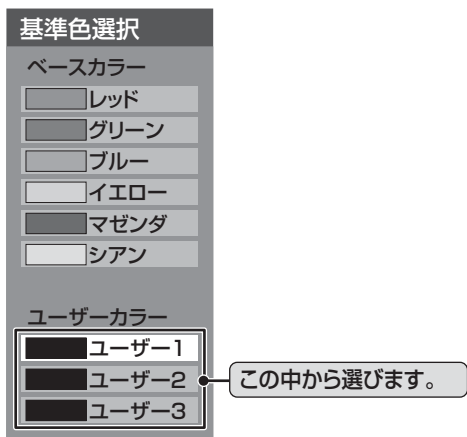 基準色選択
ベースカラー
レッド
グリーン
ブルー
イエロー
マゼンダ
シアン
ユーザーカラー
ユーザー1
ユーザー2
ユーザー3
この中から選びます。